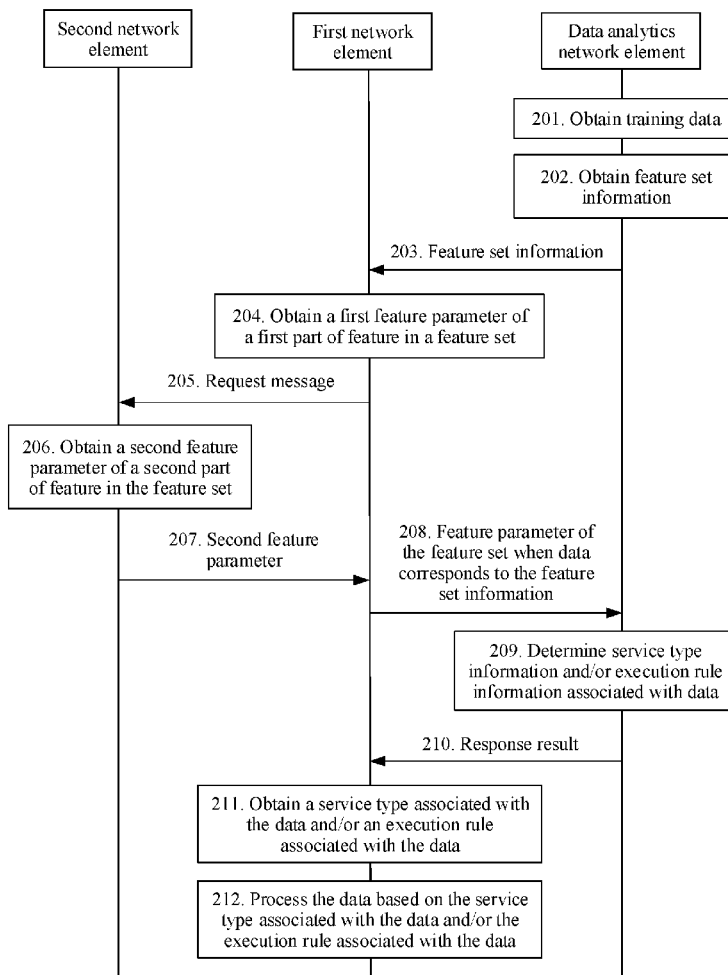 Second network
element
First network
element
Data analytics
network element
201. Obtain training data
202. Obtain feature set
information
203. Feature set information
204. Obtain a first feature parameter of
a first part of feature in a feature set
205. Request message
206. Obtain a second feature
parameter of a second part
of feature in the feature set
207. Second feature
parameter
208. Feature parameter of
the feature set when data
corresponds to the feature
set information
209. Determine service type
information and/or execution rule
information associated with data
210. Response result
211. Obtain a service type associated with
the data and/or an execution rule
associated with the data
212. Process the data based on the service
type associated with the data and/or the
execution rule associated with the data